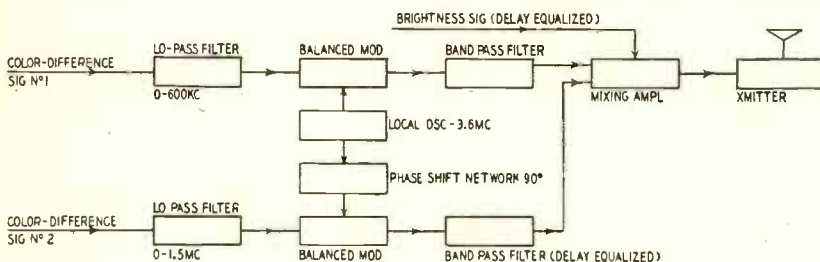 BRIGHTNESS SIG (DELAY EQUALIZED)
COLOR-DIFFERENCE
SIG Nº1
LO-PASS FILTER
0-600KC
BALANCED MOD
BAND PASS FILTER
MIXING AMPL
XMITTER
LOCAL OSC-3.6MC
PHASE SHIFT NETWORK 90°
COLOR-DIFFERENCE
SIG Nº 2
LO PASS FILTER
0-1.5MC
BALANCED MOD
BAND PASS FILTER (DELAY EQUALIZED)